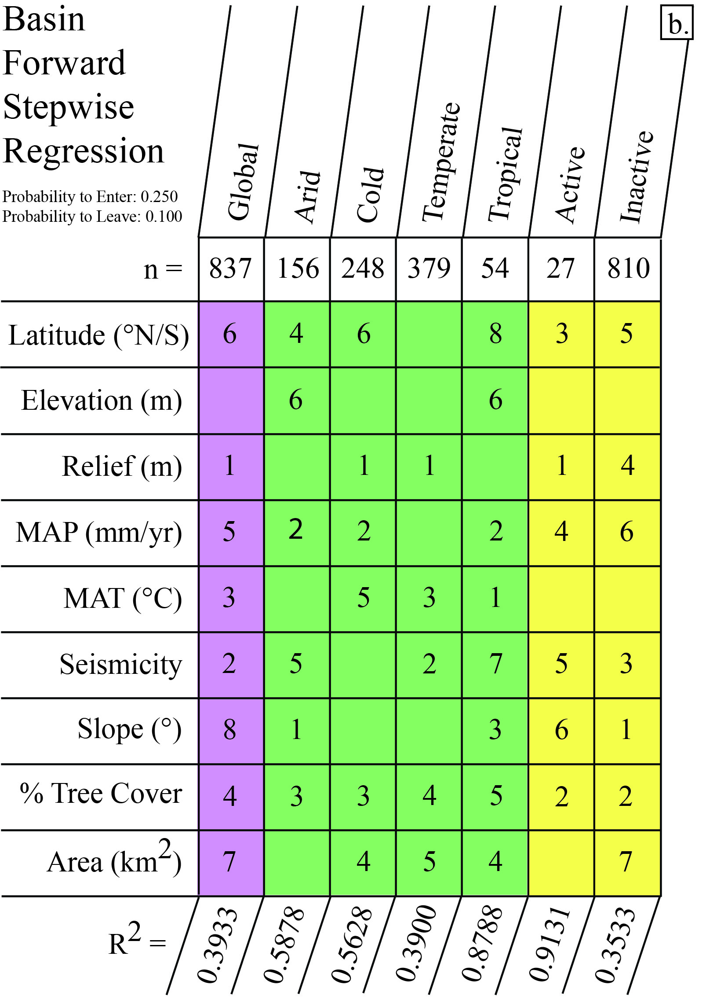 Basin
Forward
Stepwise
Regression
Probability to Enter: 0.250
Probability to Leave: 0.100
b.
Global Arid Cold Temperate Tropical Active Inactive
n = 837 156 248 379 54 27 810
Latitude (°N/S) 6 4 6 8 3 5
Elevation (m) 6 6
Relief (m) 1 1 1 1 4
MAP (mm/yr) 5 2 2 2 4 6
MAT (°C) 3 5 3 1
Seismicity 2 5 2 7 5 3
Slope (°) 8 1 3 6 1
% Tree Cover 4 3 3 4 5 2 2
Area (km²) 7 4 5 4 7
R² = 0.3933 0.5878 0.5628 0.3900 0.8788 0.9131 0.3533